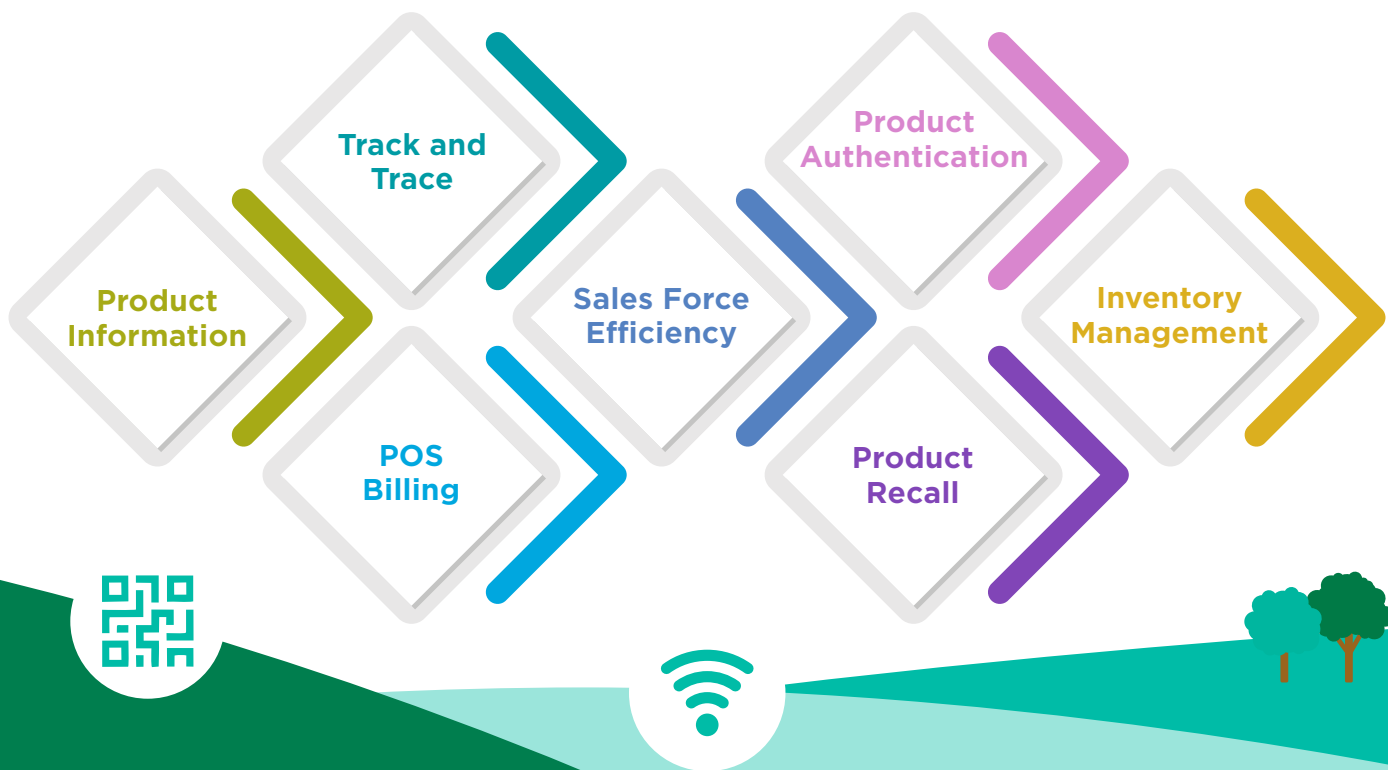 Product
Information
Track and
Trace
POS
Billing
Sales Force
Efficiency
Product
Authentication
Product
Recall
Inventory
Management